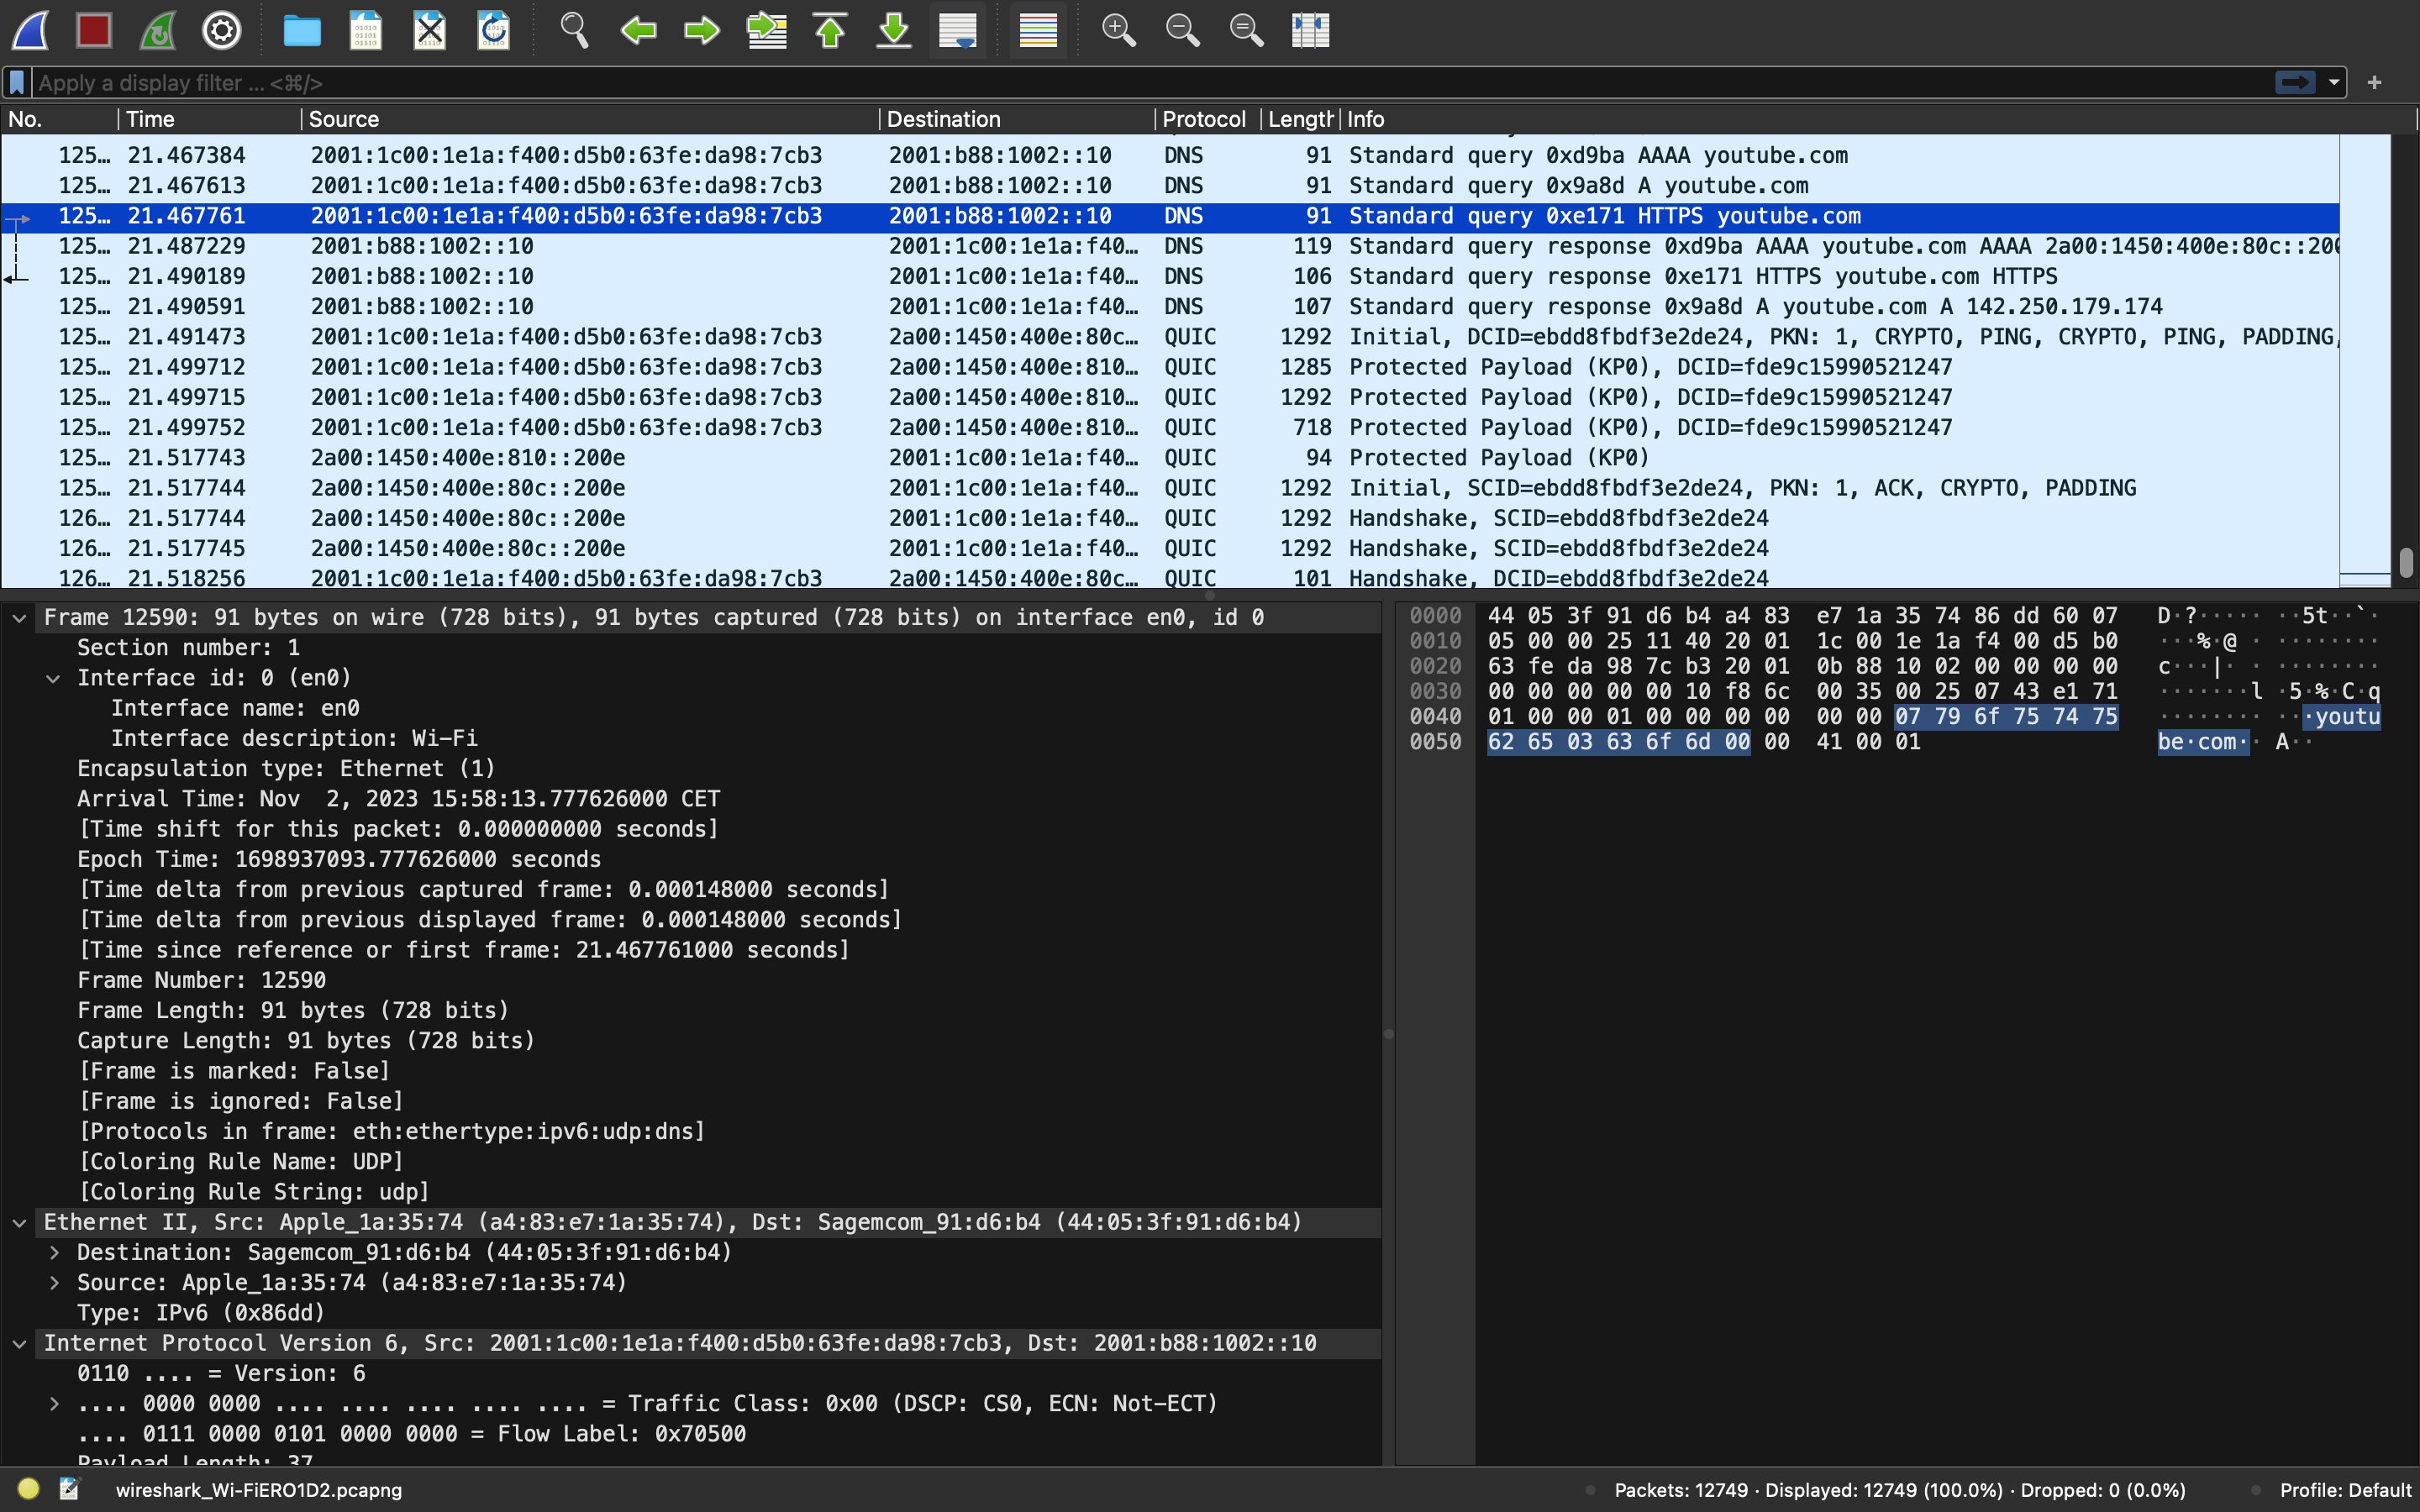 Apply a display filter ... <⌘/>
No. Time Source Destination Protocol Length Info
125… 21.467384 2001:1c00:1e1a:f400:d5b0:63fe:da98:7cb3 2001:b88:1002::10 DNS 91 Standard query 0xd9ba AAAA youtube.com
125… 21.467613 2001:1c00:1e1a:f400:d5b0:63fe:da98:7cb3 2001:b88:1002::10 DNS 91 Standard query 0x9a8d A youtube.com
125… 21.467761 2001:1c00:1e1a:f400:d5b0:63fe:da98:7cb3 2001:b88:1002::10 DNS 91 Standard query 0xe171 HTTPS youtube.com
125… 21.487229 2001:b88:1002::10 2001:1c00:1e1a:f40… DNS 119 Standard query response 0xd9ba AAAA youtube.com AAAA 2a00:1450:400e:80c::200
125… 21.490189 2001:b88:1002::10 2001:1c00:1e1a:f40… DNS 106 Standard query response 0xe171 HTTPS youtube.com HTTPS
125… 21.490591 2001:b88:1002::10 2001:1c00:1e1a:f40… DNS 107 Standard query response 0x9a8d A youtube.com A 142.250.179.174
125… 21.491473 2001:1c00:1e1a:f400:d5b0:63fe:da98:7cb3 2a00:1450:400e:80c… QUIC 1292 Initial, DCID=ebdd8fbdf3e2de24, PKN: 1, CRYPTO, PING, CRYPTO, PING, PADDING,
125… 21.499712 2001:1c00:1e1a:f400:d5b0:63fe:da98:7cb3 2a00:1450:400e:810… QUIC 1285 Protected Payload (KP0), DCID=fde9c15990521247
125… 21.499715 2001:1c00:1e1a:f400:d5b0:63fe:da98:7cb3 2a00:1450:400e:810… QUIC 1292 Protected Payload (KP0), DCID=fde9c15990521247
125… 21.499752 2001:1c00:1e1a:f400:d5b0:63fe:da98:7cb3 2a00:1450:400e:810… QUIC 718 Protected Payload (KP0), DCID=fde9c15990521247
125… 21.517743 2a00:1450:400e:810::200e 2001:1c00:1e1a:f40… QUIC 94 Protected Payload (KP0)
125… 21.517744 2a00:1450:400e:80c::200e 2001:1c00:1e1a:f40… QUIC 1292 Initial, SCID=ebdd8fbdf3e2de24, PKN: 1, ACK, CRYPTO, PADDING
126… 21.517744 2a00:1450:400e:80c::200e 2001:1c00:1e1a:f40… QUIC 1292 Handshake, SCID=ebdd8fbdf3e2de24
126… 21.517745 2a00:1450:400e:80c::200e 2001:1c00:1e1a:f40… QUIC 1292 Handshake, SCID=ebdd8fbdf3e2de24
126… 21.518256 2001:1c00:1e1a:f400:d5b0:63fe:da98:7cb3 2a00:1450:400e:80c… QUIC 101 Handshake, DCID=ebdd8fbdf3e2de24
Frame 12590: 91 bytes on wire (728 bits), 91 bytes captured (728 bits) on interface en0, id 0
Section number: 1
Interface id: 0 (en0)
Interface name: en0
Interface description: Wi-Fi
Encapsulation type: Ethernet (1)
Arrival Time: Nov  2, 2023 15:58:13.777626000 CET
[Time shift for this packet: 0.000000000 seconds]
Epoch Time: 1698937093.777626000 seconds
[Time delta from previous captured frame: 0.000148000 seconds]
[Time delta from previous displayed frame: 0.000148000 seconds]
[Time since reference or first frame: 21.467761000 seconds]
Frame Number: 12590
Frame Length: 91 bytes (728 bits)
Capture Length: 91 bytes (728 bits)
[Frame is marked: False]
[Frame is ignored: False]
[Protocols in frame: eth:ethertype:ipv6:udp:dns]
[Coloring Rule Name: UDP]
[Coloring Rule String: udp]
Ethernet II, Src: Apple_1a:35:74 (a4:83:e7:1a:35:74), Dst: Sagemcom_91:d6:b4 (44:05:3f:91:d6:b4)
Destination: Sagemcom_91:d6:b4 (44:05:3f:91:d6:b4)
Source: Apple_1a:35:74 (a4:83:e7:1a:35:74)
Type: IPv6 (0x86dd)
Internet Protocol Version 6, Src: 2001:1c00:1e1a:f400:d5b0:63fe:da98:7cb3, Dst: 2001:b88:1002::10
0110 .... = Version: 6
.... 0000 0000 .... .... .... .... .... = Traffic Class: 0x00 (DSCP: CS0, ECN: Not-ECT)
.... 0111 0000 0101 0000 0000 = Flow Label: 0x70500
Payload Length: 37
0000 44 05 3f 91 d6 b4 a4 83 e7 1a 35 74 86 dd 60 07 D·?····· ··5t··`·
0010 05 00 00 25 11 40 20 01 1c 00 1e 1a f4 00 d5 b0 ···%·@ · ········
0020 63 fe da 98 7c b3 20 01 0b 88 10 02 00 00 00 00 c···|· · ········
0030 00 00 00 00 00 10 f8 6c 00 35 00 25 07 43 e1 71 ·······l ·5·%·C·q
0040 01 00 00 01 00 00 00 00 00 00 07 79 6f 75 74 75 ········ ···youtu
0050 62 65 03 63 6f 6d 00 00 41 00 01 be·com·· A··
wireshark_Wi-FiERO1D2.pcapng
Packets: 12749 · Displayed: 12749 (100.0%) · Dropped: 0 (0.0%)
Profile: Default